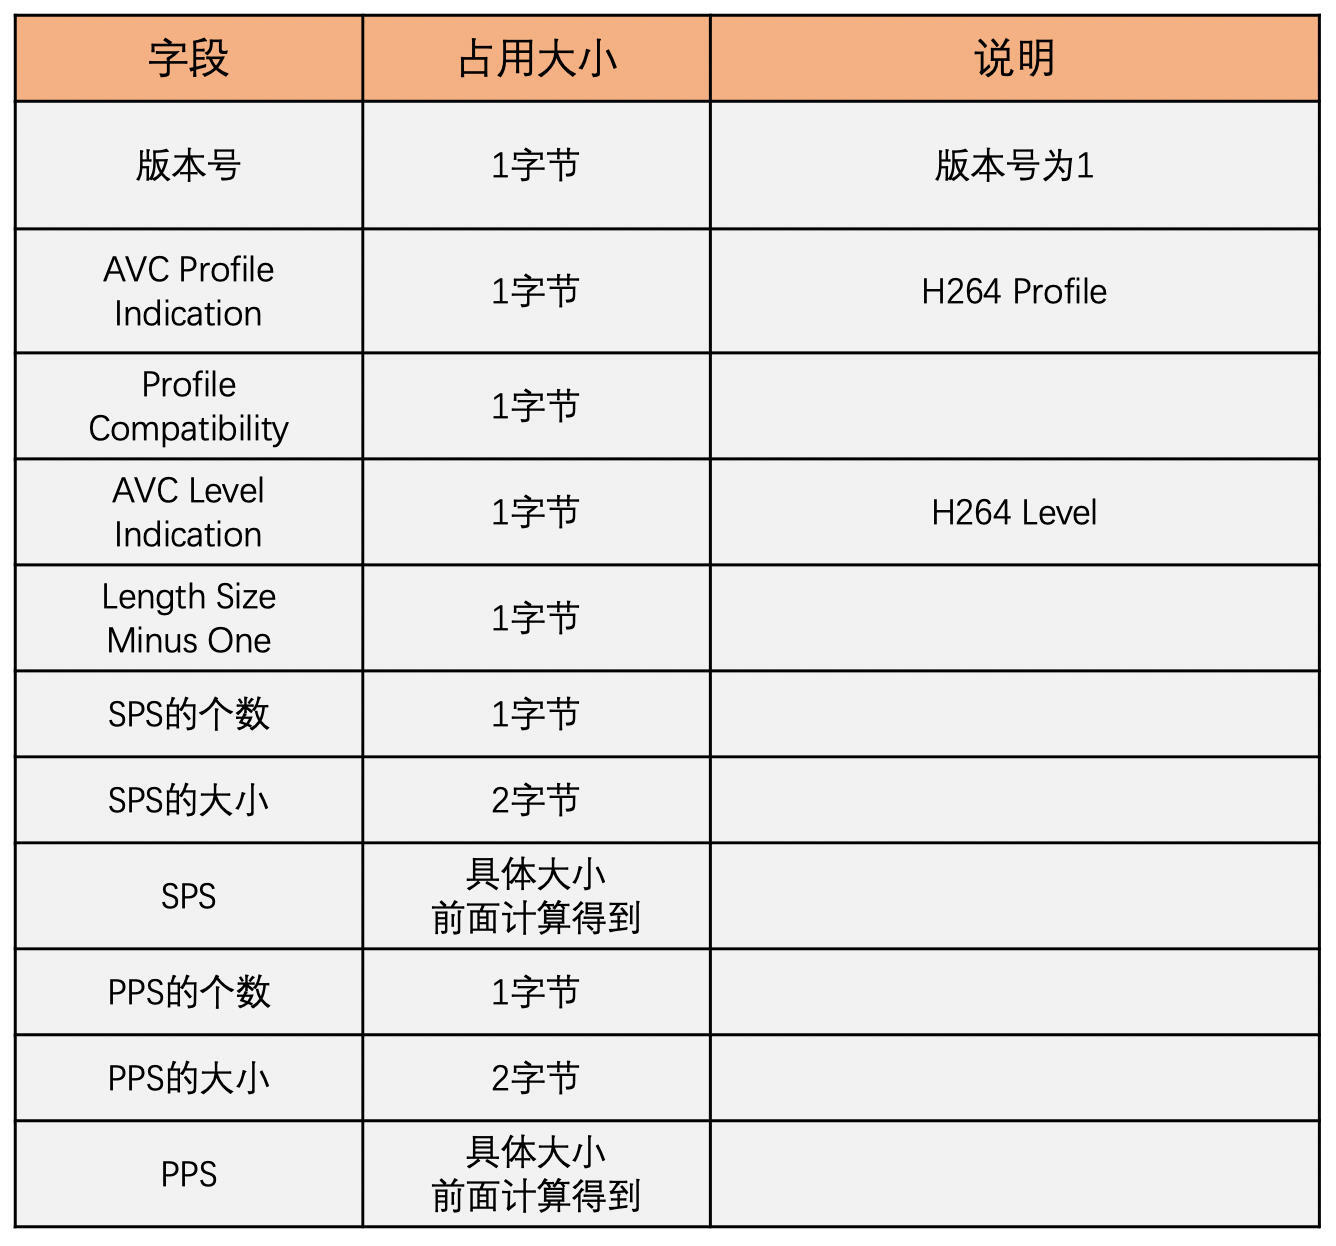 字段 占用大小 说明
版本号 1字节 版本号为1
AVC Profile
Indication
1字节 H264 Profile
Profile
Compatibility
1字节
AVC Level
Indication
1字节 H264 Level
Length Size
Minus One
1字节
SPS的个数 1字节
SPS的大小 2字节
SPS
具体大小
前面计算得到
PPS的个数 1字节
PPS的大小 2字节
PPS
具体大小
前面计算得到